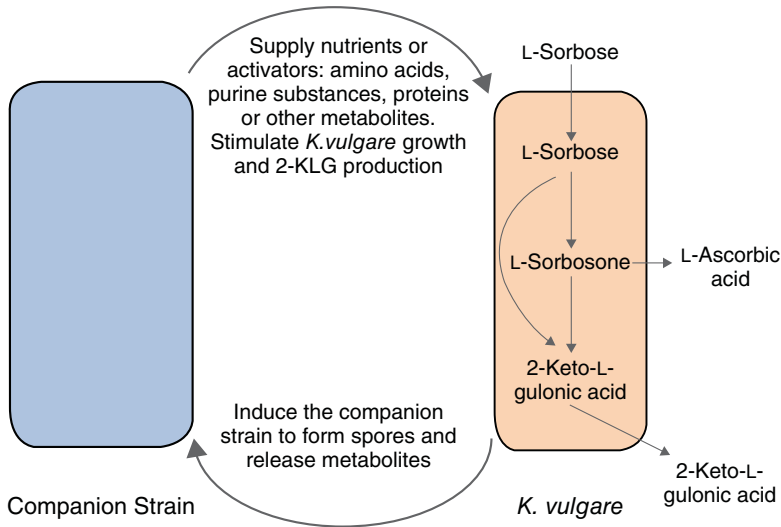 Supply nutrients or
activators: amino acids,
purine substances, proteins
or other metabolites.
Stimulate K.vulgare growth
and 2-KLG production
L-Sorbose
L-Sorbose
L-Sorbosone
L-Ascorbic
acid
2-Keto-L-
gulonic acid
Induce the companion
strain to form spores and
release metabolites
2-Keto-L-
gulonic acid
Companion Strain
K. vulgare